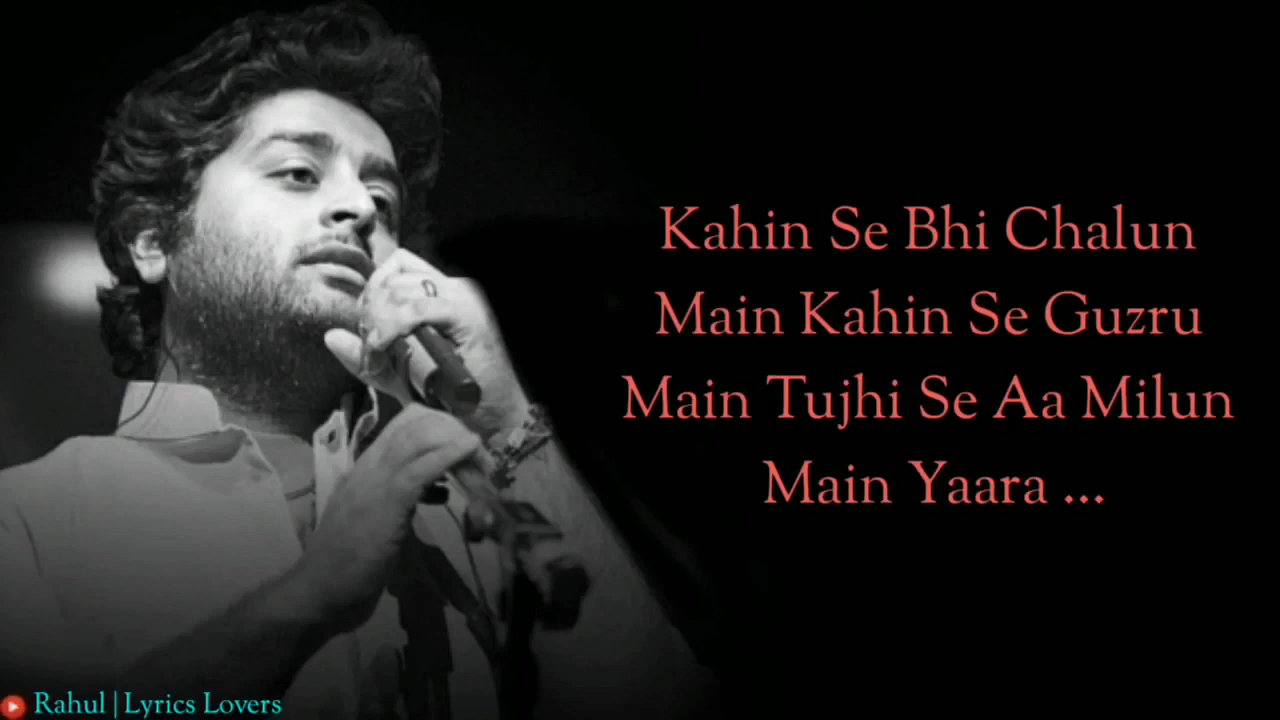 Kahin Se Bhi Chalun
Main Kahin Se Guzru
Main Tujhi Se Aa Milun
Main Yaara ...
Rahul | Lyrics Lovers